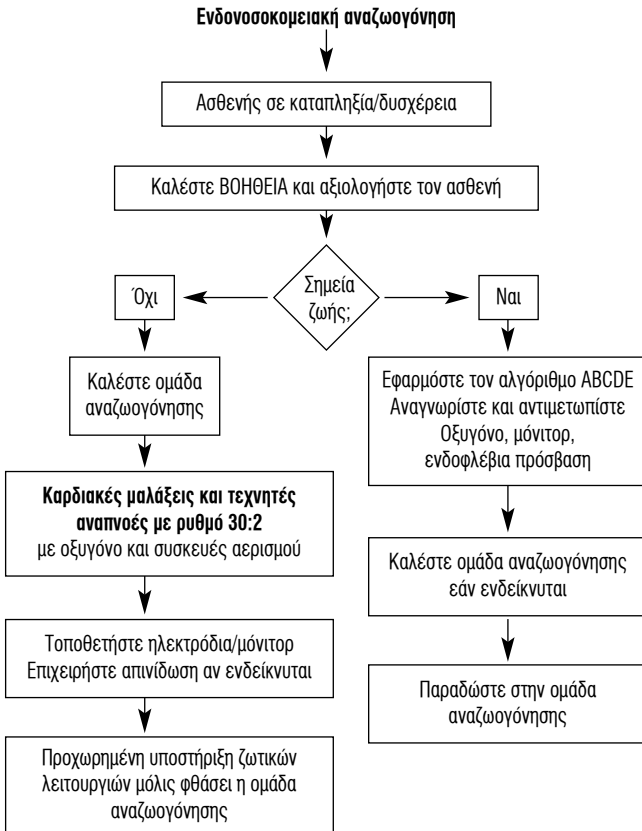 Ενδονοσοκομειακή αναζωογόνηση
Ασθενής σε καταπληξία/δυσχέρεια
Καλέστε ΒΟΗΘΕΙΑ και αξιολογήστε τον ασθενή
Σημεία
ζωής;
Όχι
Καλέστε ομάδα
αναζωογόνησης
Καρδιακές μαλάξεις και τεχνητές
αναπνοές με ρυθμό 30:2
με οξυγόνο και συσκευές αερισμού
Τοποθετήστε ηλεκτρόδια/μόνιτορ
Επιχειρήστε απινίδωση αν ενδείκνυται
Προχωρημένη υποστήριξη ζωτικών
λειτουργιών μόλις φθάσει η ομάδα
αναζωογόνησης
Ναι
Εφαρμόστε τον αλγόριθμο ABCDE
Αναγνωρίστε και αντιμετωπίστε
Οξυγόνο, μόνιτορ,
ενδοφλέβια πρόσβαση
Καλέστε ομάδα αναζωογόνησης
εάν ενδείκνυται
Παραδώστε στην ομάδα
αναζωογόνησης